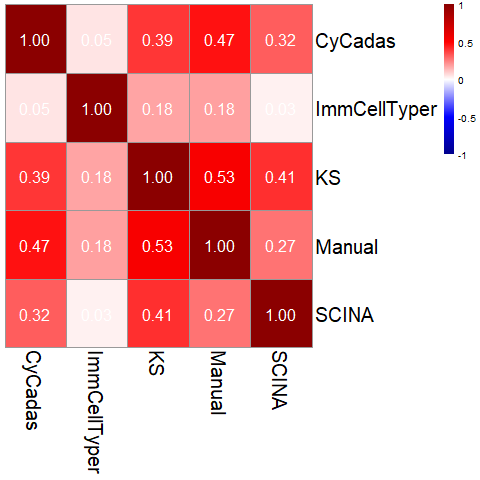 1.00 0.05 0.39 0.47 0.32 CyCadas
0.05 1.00 0.18 0.18 0.03 ImmCellTyper
0.39 0.18 1.00 0.53 0.41 KS
0.47 0.18 0.53 1.00 0.27 Manual
0.32 0.03 0.41 0.27 1.00 SCINA
CyCadas ImmCellTyper KS Manual SCINA
1
0.5
0
-0.5
-1